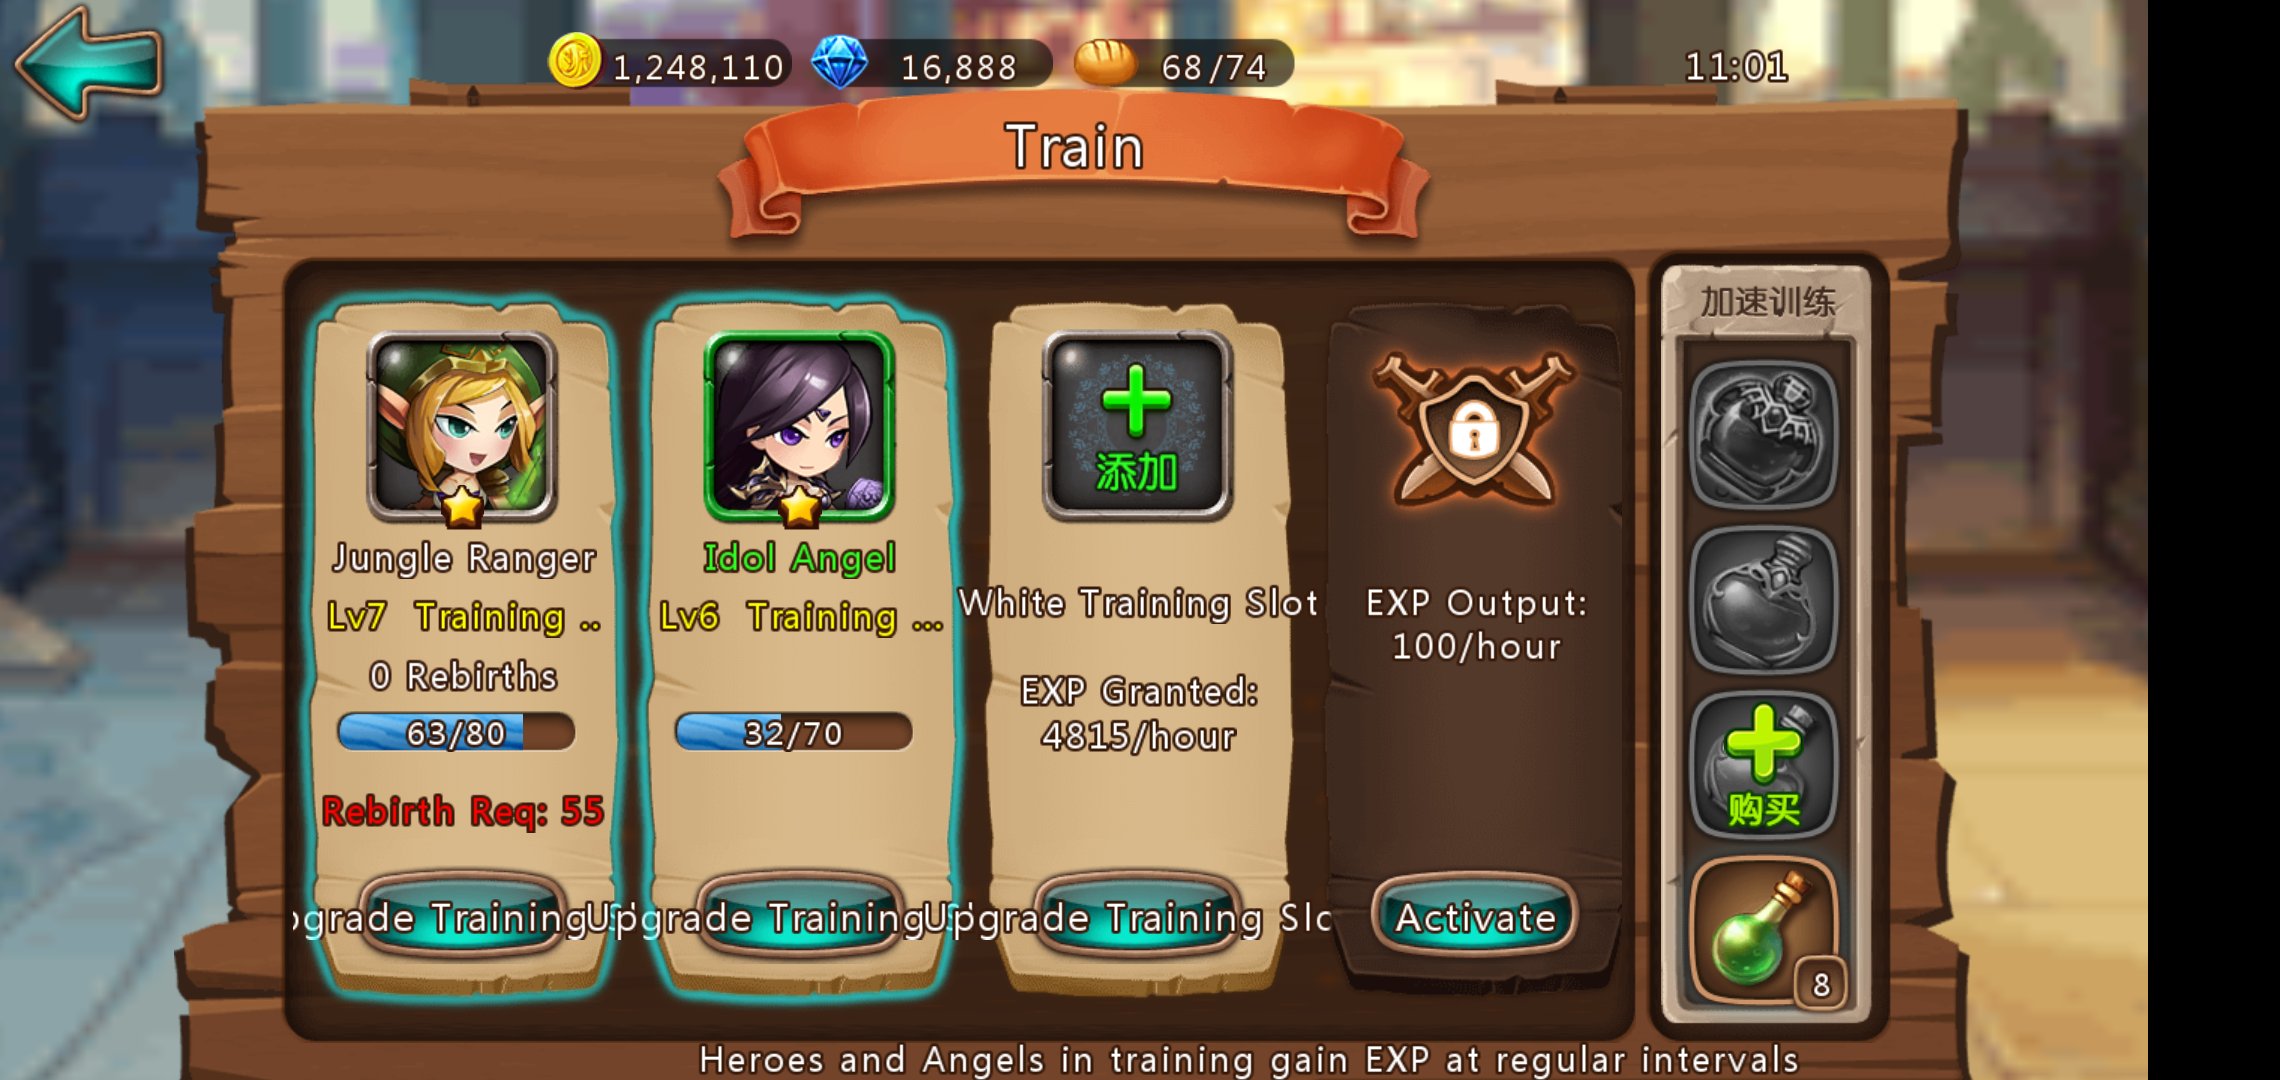 1,248,110
16,888
68/74
11:01
Train
加速训练
添加
Jungle Ranger
Lv7 Training ..
0 Rebirths
63/80
Rebirth Req: 55
Idol Angel
Lv6 Training ...
32/70
White Training Slot
EXP Granted:
4815/hour
EXP Output:
100/hour
购买
pgrade Training
Upgrade Training
Upgrade Training Slo
Activate
8
Heroes and Angels in training gain EXP at regular intervals